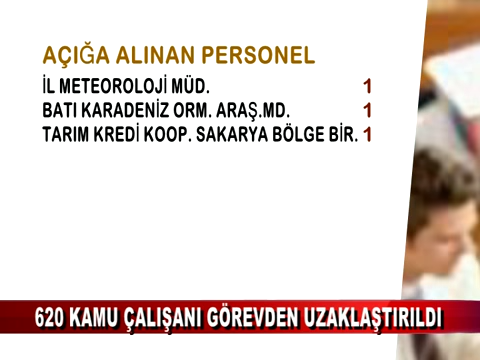 AÇIĞA ALINAN PERSONEL
İL METEOROLOJİ MÜD. 1
BATI KARADENİZ ORM. ARAŞ.MD. 1
TARIM KREDİ KOOP. SAKARYA BÖLGE BİR. 1
620 KAMU ÇALIŞANI GÖREVDEN UZAKLAŞTIRILDI